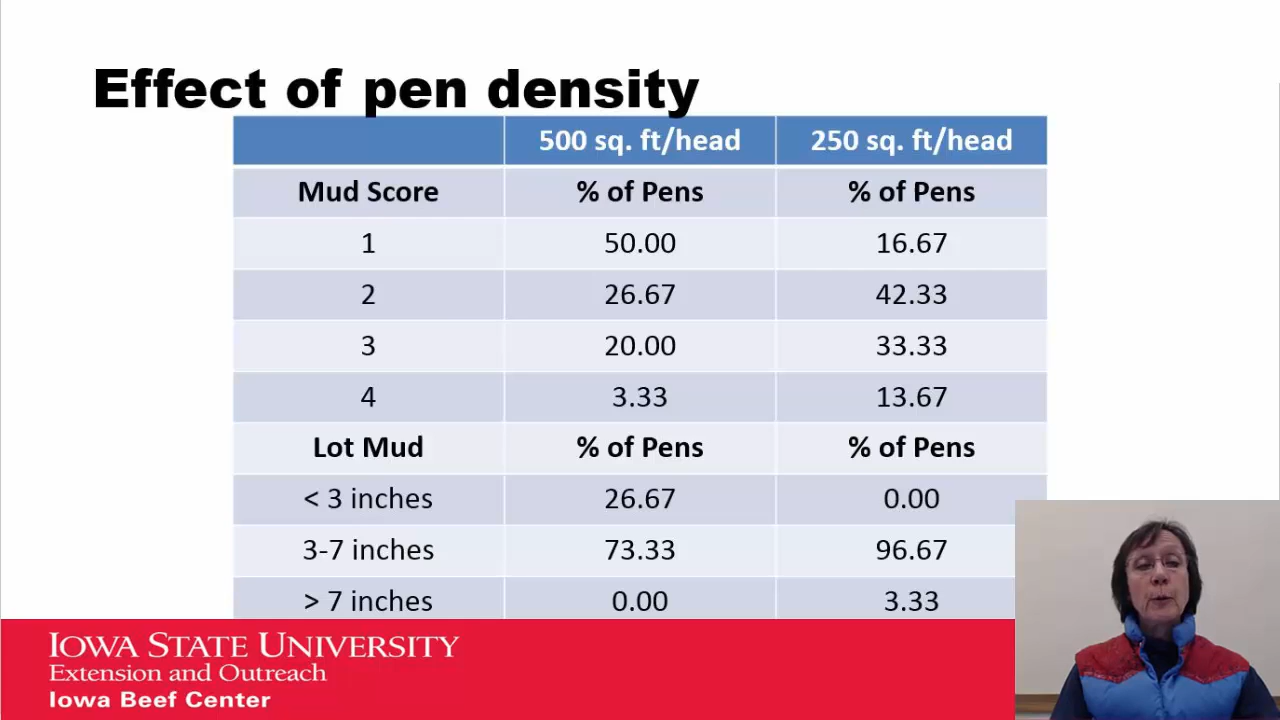 Effect of pen density
500 sq. ft/head 250 sq. ft/head
Mud Score % of Pens % of Pens
1 50.00 16.67
2 26.67 42.33
3 20.00 33.33
4 3.33 13.67
Lot Mud % of Pens % of Pens
< 3 inches 26.67 0.00
3-7 inches 73.33 96.67
> 7 inches 0.00 3.33
IOWA STATE UNIVERSITY
Extension and Outreach
Iowa Beef Center